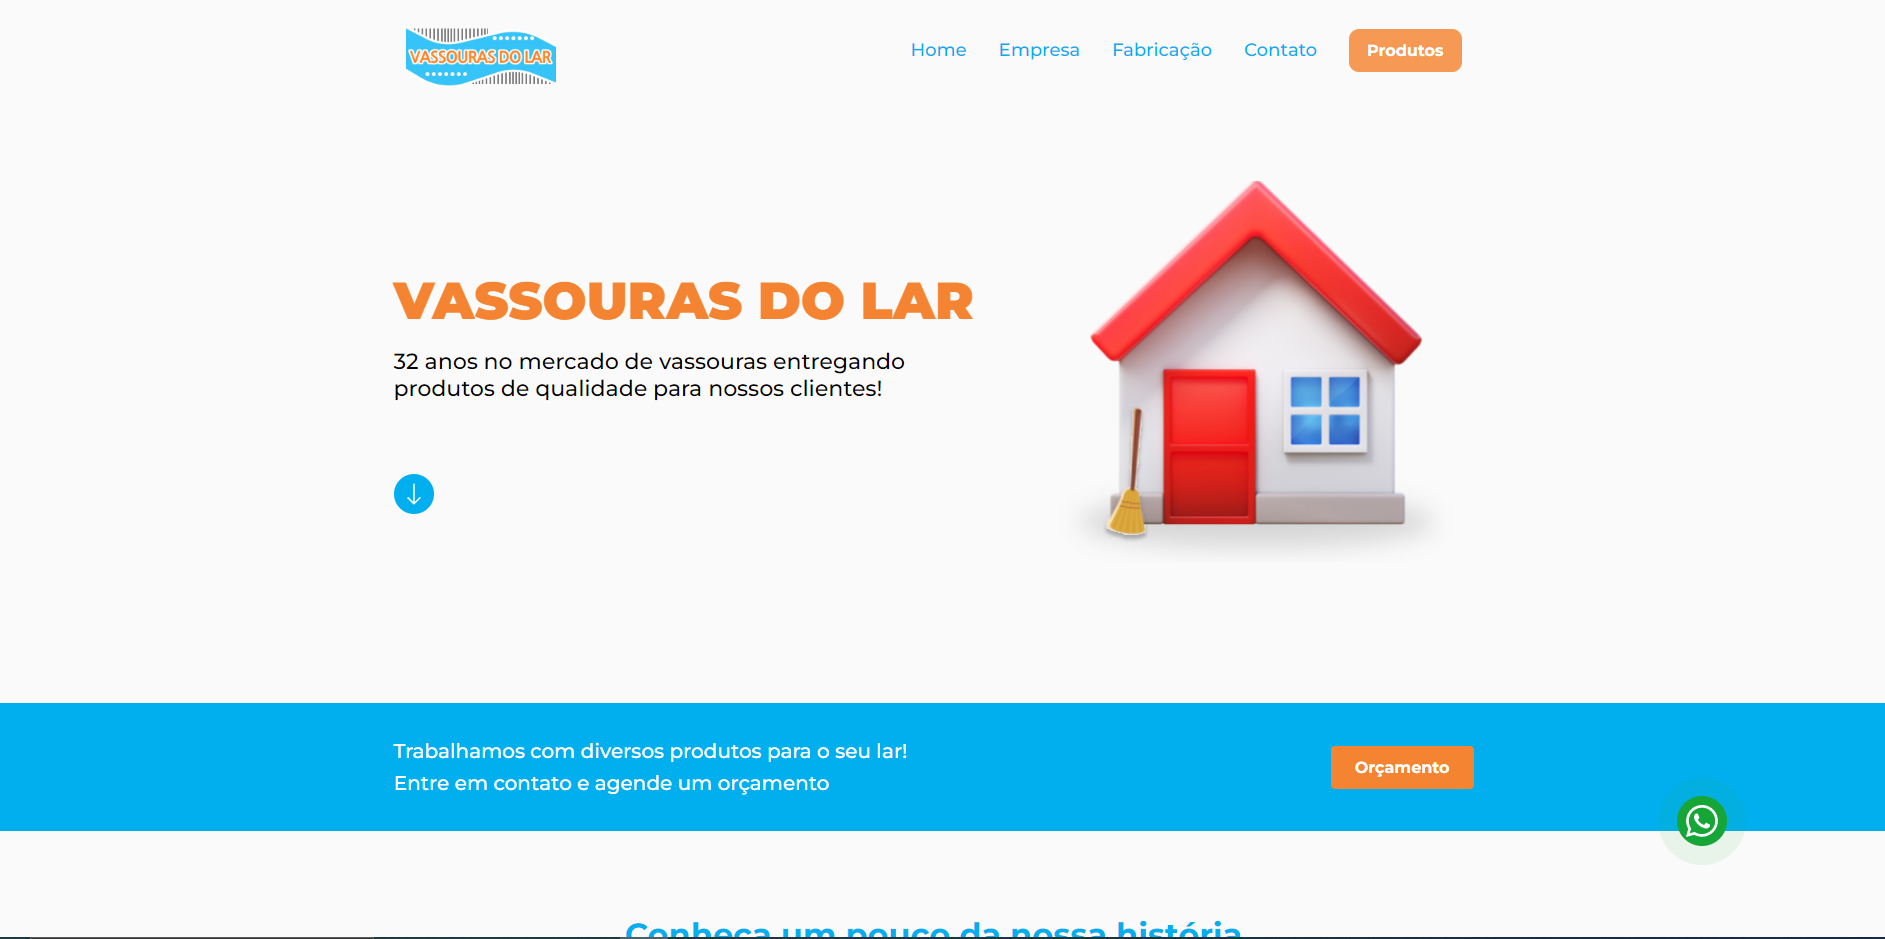 VASSOURAS DO LAR
Home
Empresa
Fabricação
Contato
Produtos
VASSOURAS DO LAR
32 anos no mercado de vassouras entregando
produtos de qualidade para nossos clientes!
Trabalhamos com diversos produtos para o seu lar!
Entre em contato e agende um orçamento
Orçamento
Conheça um pouco da nossa história